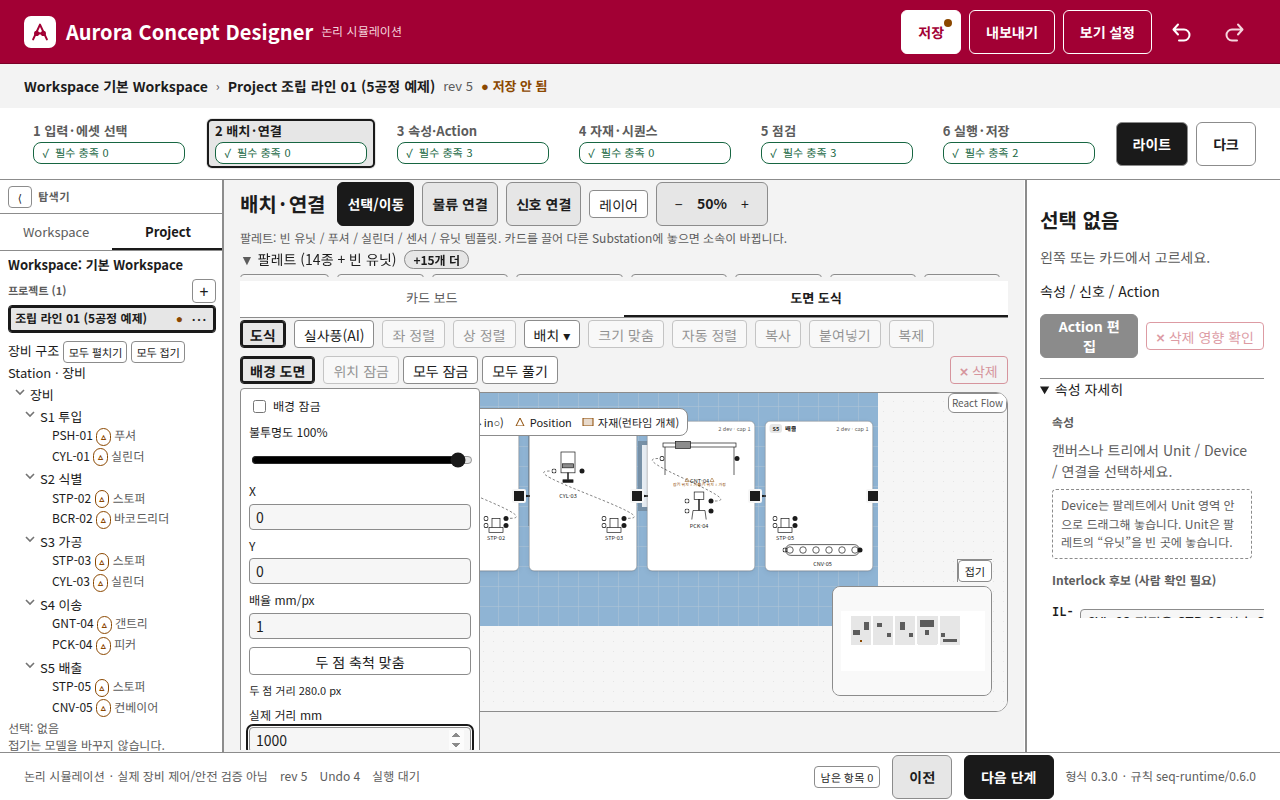 Aurora Concept Designer 논리 시뮬레이션
저장 내보내기 보기 설정
Workspace 기본 Workspace › Project 조립 라인 01 (5공정 예제) rev 5 ● 저장 안 됨
1 입력·에셋 선택
✓ 필수 충족 0
2 배치·연결
✓ 필수 충족 0
3 속성·Action
✓ 필수 충족 3
4 자재·시퀀스
✓ 필수 충족 0
5 점검
✓ 필수 충족 3
6 실행·저장
✓ 필수 충족 2
라이트 다크
⟨ 탐색기
Workspace Project
Workspace: 기본 Workspace
프로젝트 (1) +
조립 라인 01 (5공정 예제) ● ···
장비 구조 모두 펼치기 모두 접기
Station · 장비
장비
S1 투입
PSH-01 푸셔
CYL-01 실린더
S2 식별
STP-02 스토퍼
BCR-02 바코드리더
S3 가공
STP-03 스토퍼
CYL-03 실린더
S4 이송
GNT-04 갠트리
PCK-04 피커
S5 배출
STP-05 스토퍼
CNV-05 컨베이어
선택: 없음
접기는 모델을 바꾸지 않습니다.
배치·연결 선택/이동 물류 연결 신호 연결 레이어 − 50% +
팔레트: 빈 유닛 / 푸셔 / 실린더 / 센서 / 유닛 템플릿. 카드를 끌어 다른 Substation에 놓으면 소속이 바뀝니다.
▼ 팔레트 (14종 + 빈 유닛) +15개 더
카드 보드 도면 도식
도식 실사풍(AI) 좌 정렬 상 정렬 배치 ▾ 크기 맞춤 자동 정렬 복사 붙여넣기 복제
배경 도면 위치 잠금 모두 잠금 모두 풀기 × 삭제
배경 잠금
불투명도 100%
X
0
Y
0
배율 mm/px
1
두 점 축척 맞춤
두 점 거리 280.0 px
실제 거리 mm
1000
in○) △ Position 자재(런타임 개체)
React Flow
2 dev · cap 1
S5 배출 2 dev · cap 1
CYL-03
GNT-04
PCK-04
STP-02
STP-03
STP-05
CNV-05
접기
선택 없음
왼쪽 또는 카드에서 고르세요.
속성 / 신호 / Action
Action 편집
× 삭제 영향 확인
▼ 속성 자세히
속성
캔버스나 트리에서 Unit / Device
/ 연결을 선택하세요.
Device는 팔레트에서 Unit 영역 안
으로 드래그해 놓습니다. Unit은 팔
레트의 “유닛”을 빈 곳에 놓습니다.
Interlock 후보 (사람 확인 필요)
IL-
논리 시뮬레이션 · 실제 장비 제어/안전 검증 아님 rev 5 Undo 4 실행 대기
남은 항목 0 이전 다음 단계 형식 0.3.0 · 규칙 seq-runtime/0.6.0